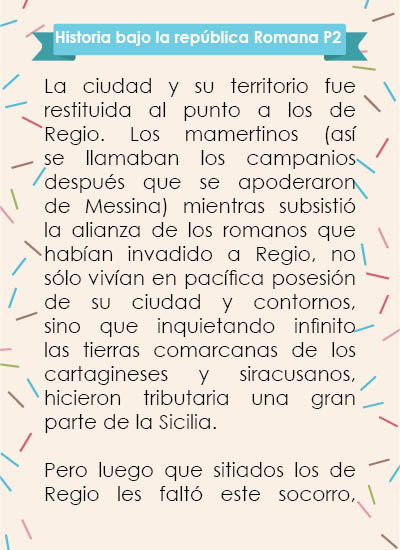 Historia bajo la república Romana P2
La ciudad y su territorio fue
restituida al punto a los de
Regio. Los mamertinos (así
se llamaban los campanios
después que se apoderaron
de Messina) mientras subsistió
la alianza de los romanos que
habían invadido a Regio, no
sólo vivían en pacífica posesión
de su ciudad y contornos,
sino que inquietando infinito
las tierras comarcanas de los
cartagineses y siracusanos,
hicieron tributaria una gran
parte de la Sicilia.
Pero luego que sitiados los de
Regio les faltó este socorro,